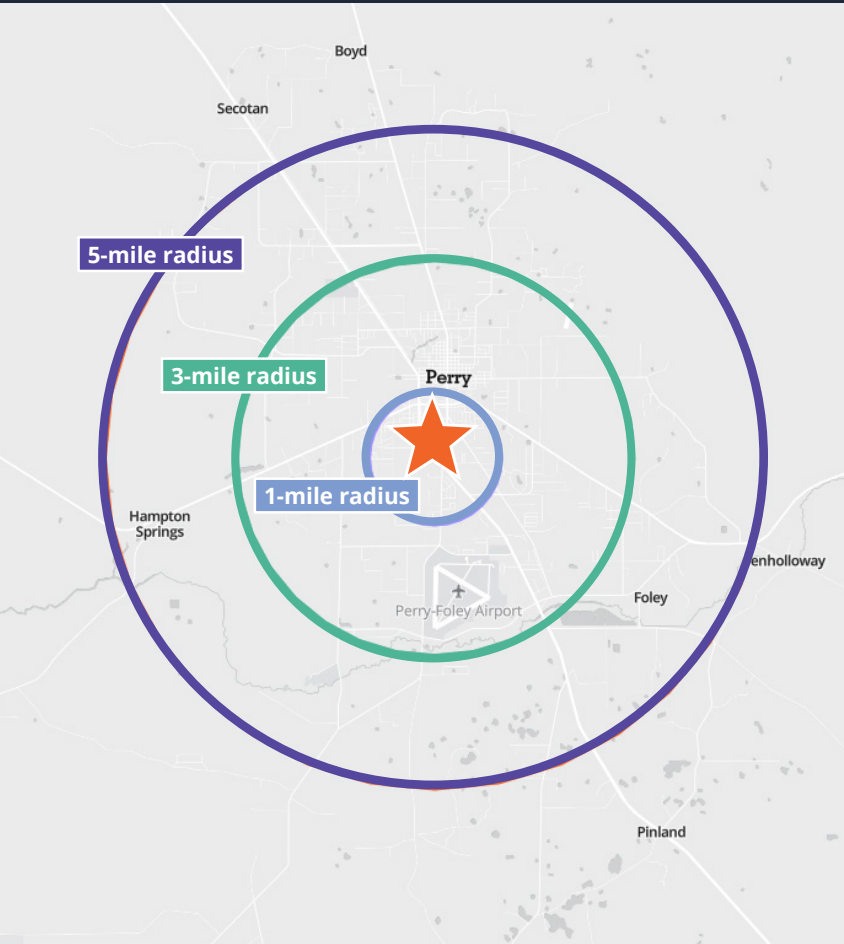 Boyd
Secotan
5-mile radius
3-mile radius
Perry
1-mile radius
Hampton
Springs
enholloway
Perry-Foley Airport
Foley
Pinland